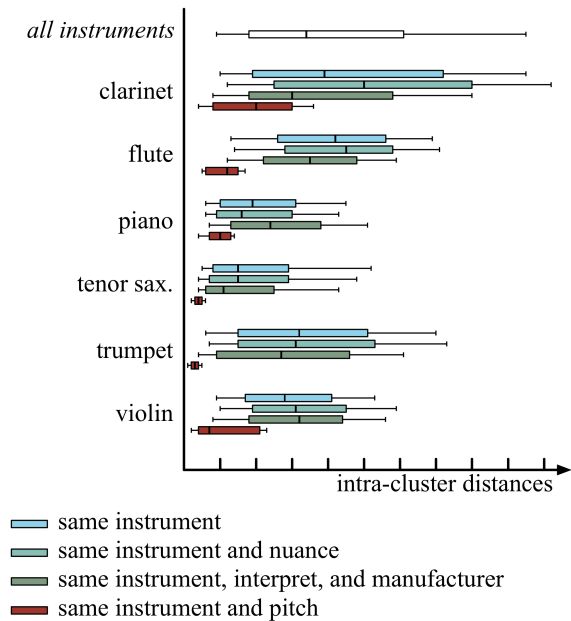 all instruments
clarinet
flute
piano
tenor sax.
trumpet
violin
intra-cluster distances
same instrument
same instrument and nuance
same instrument, interpret, and manufacturer
same instrument and pitch